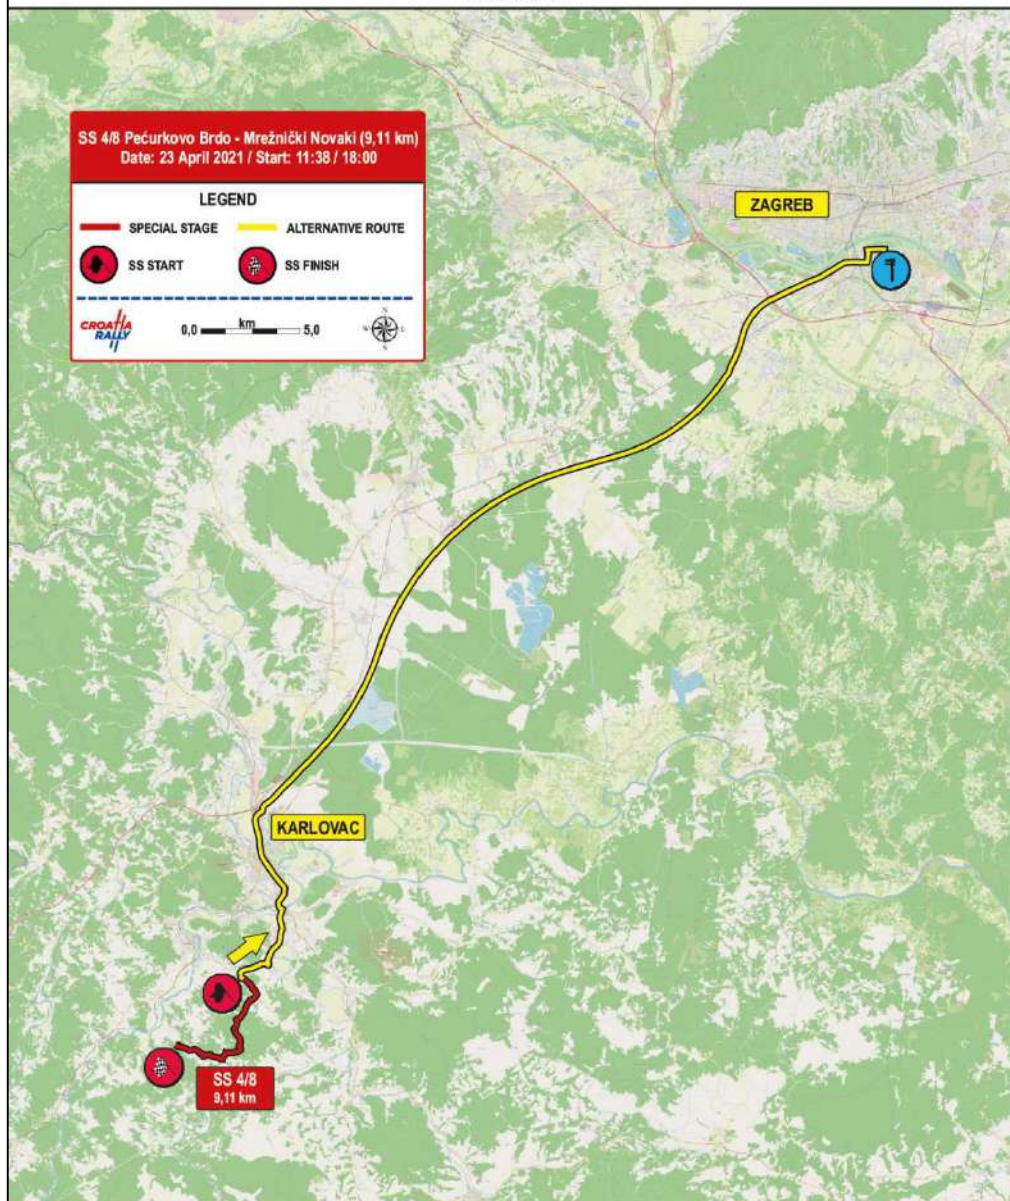 SS 4/8 Pećurkovo Brdo - Mrežnički Novaki (9,11 km)
Date: 23 April 2021 / Start: 11:38 / 18:00
LEGEND
SPECIAL STAGE
ALTERNATIVE ROUTE
SS START
SS FINISH
CROATIA
RALLY
0,0 km 5,0
ZAGREB
KARLOVAC
SS 4/8
9,11 km